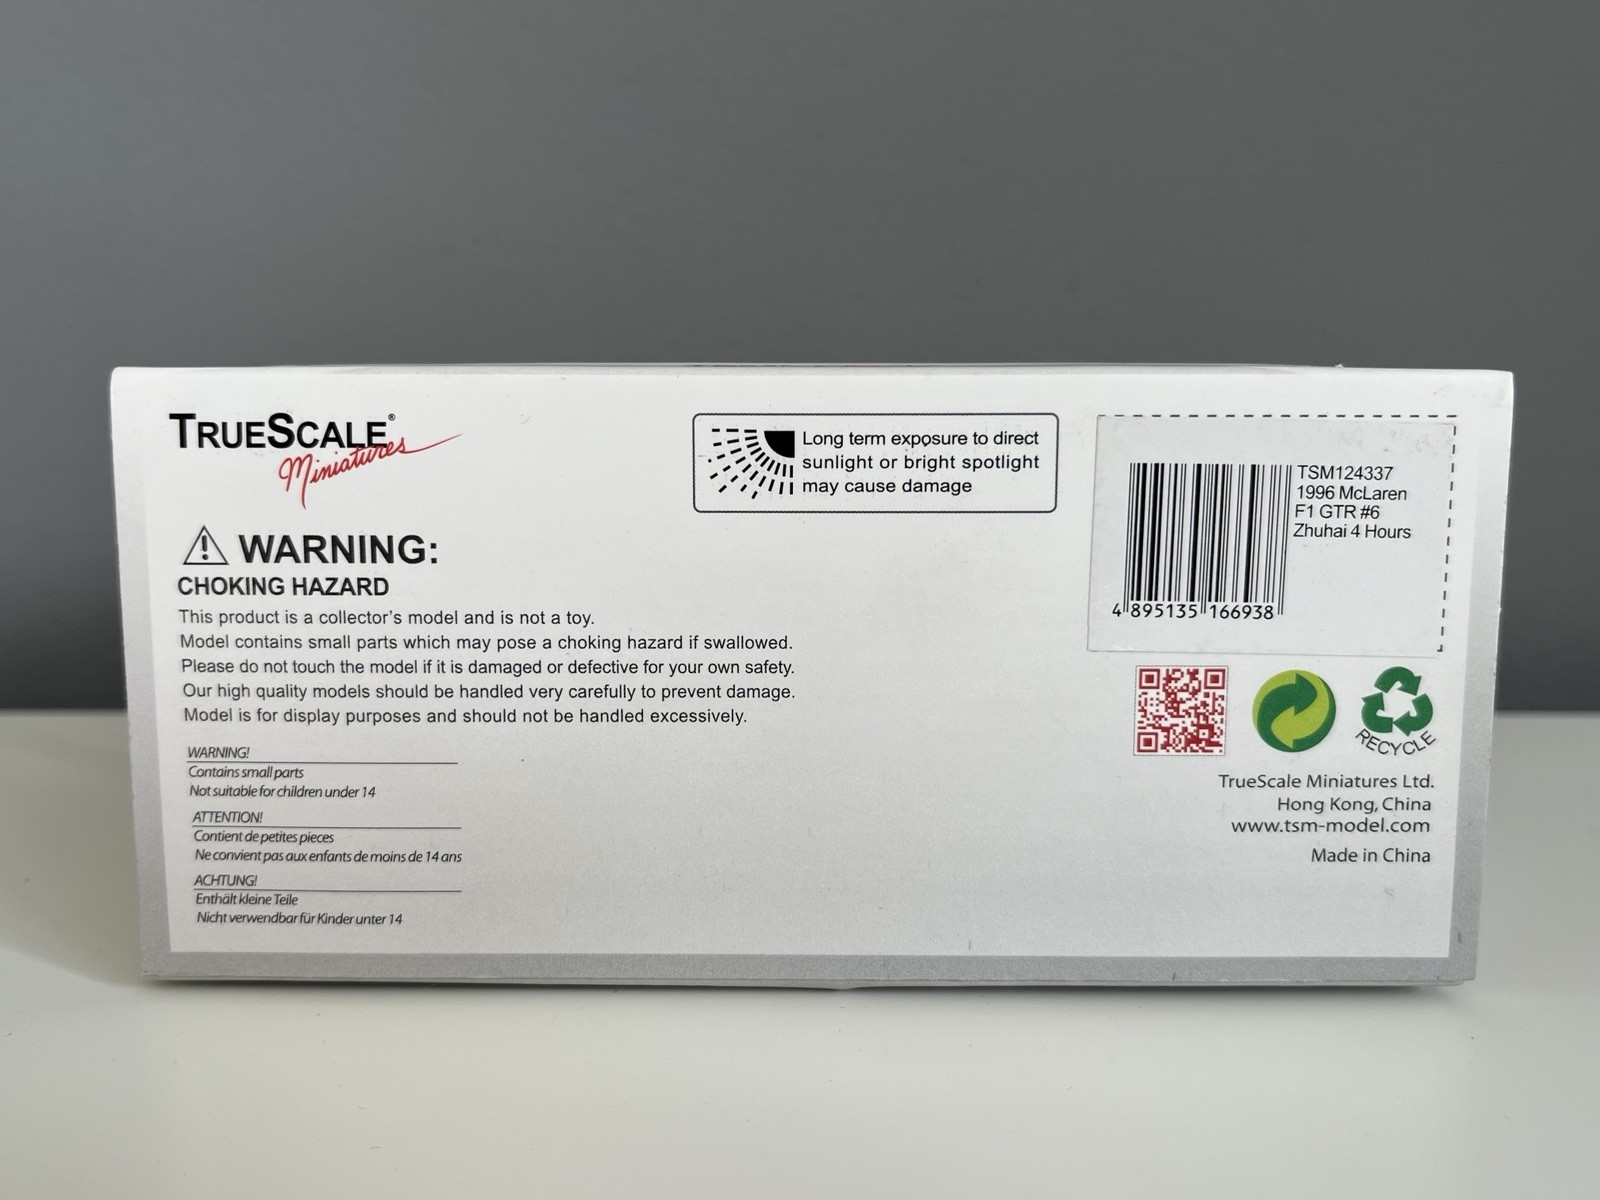 TRUESCALE®
Miniatures
WARNING:
CHOKING HAZARD
This product is a collector's model and is not a toy.
Model contains small parts which may pose a choking hazard if swallowed.
Please do not touch the model if it is damaged or defective for your own safety.
Our high quality models should be handled very carefully to prevent damage.
Model is for display purposes and should not be handled excessively.
WARNING!
Contains small parts
Not suitable for children under 14
ATTENTION!
Contient de petites pieces
Ne convient pas aux enfants de moins de 14 ans
ACHTUNG!
Enthält kleine Teile
Nicht verwendbar für Kinder unter 14
Long term exposure to direct
sunlight or bright spotlight
may cause damage
TSM124337
1996 McLaren
F1 GTR #6
Zhuhai 4 Hours
4 895135 166938
RECYCLE
TrueScale Miniatures Ltd.
Hong Kong, China
www.tsm-model.com
Made in China